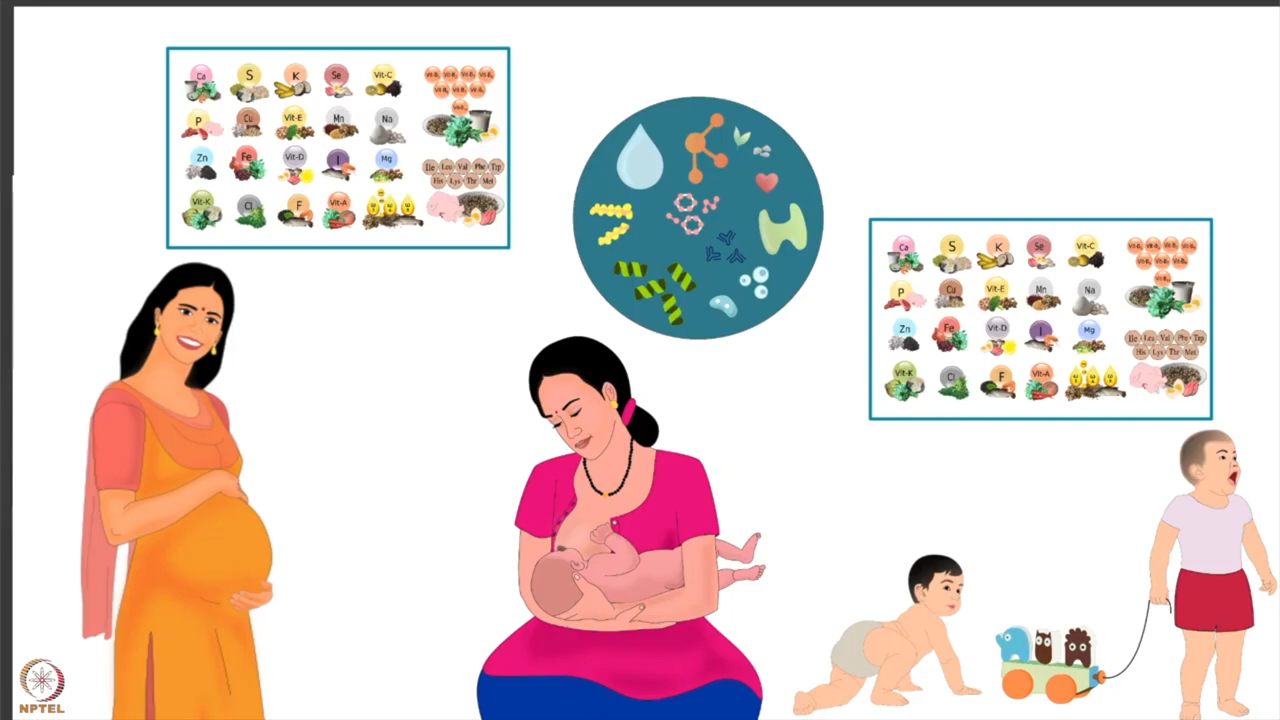 Ca S K Se Vit-C
P Cu Vit-E Mn Na
Zn Fe Vit-D I Mg
Vit-K Cl F Vit-A
Ile Leu Val Phe Trp
His Lys Thr Met
Ca S K Se Vit-C
P Cu Vit-E Mn Na
Zn Fe Vit-D I Mg
Vit-K Cl F Vit-A
Ile Leu Val Phe Trp
His Lys Thr Met
NPTEL